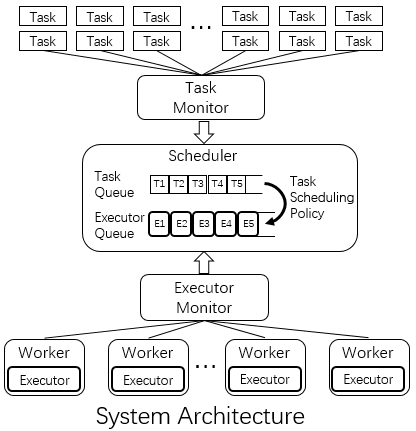 Task Task Task ... Task Task Task
Task Task Task Task Task Task
Task
Monitor
Scheduler
Task
Queue
T1 T2 T3 T4 T5
Executor
Queue
E1 E2 E3 E4 E5
Task
Scheduling
Policy
Executor
Monitor
Worker Worker ... Worker Worker
Executor Executor Executor Executor
System Architecture